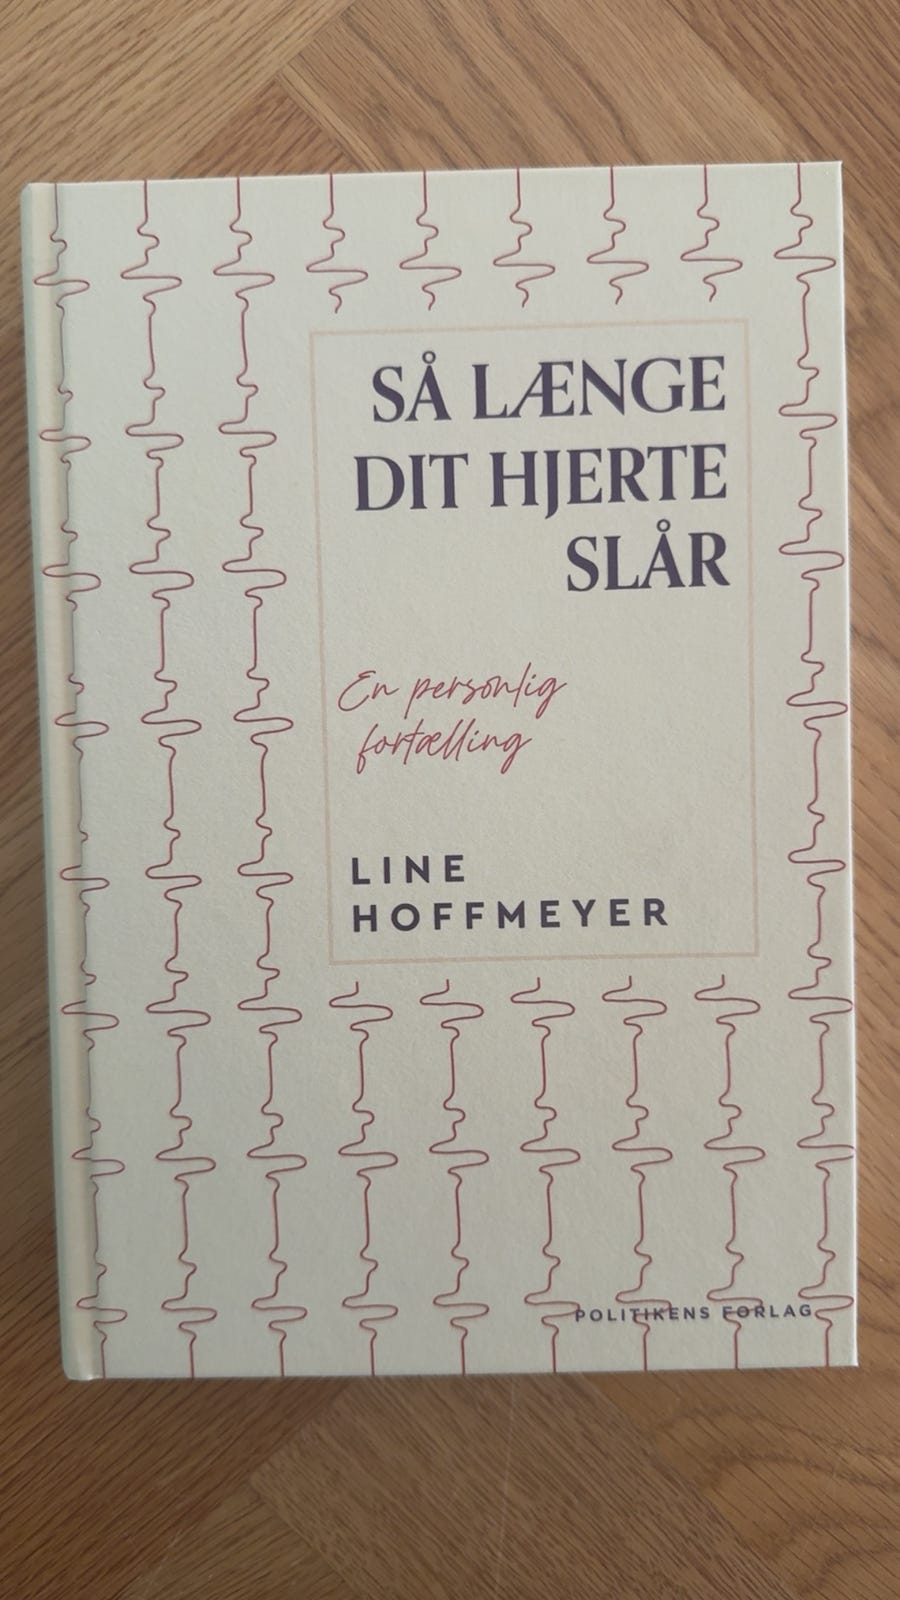 SÅ LÆNGE
DIT HJERTE
SLÅR
En personlig
fortælling
LINE
HOFFMEYER
POLITIKENS FORLAG